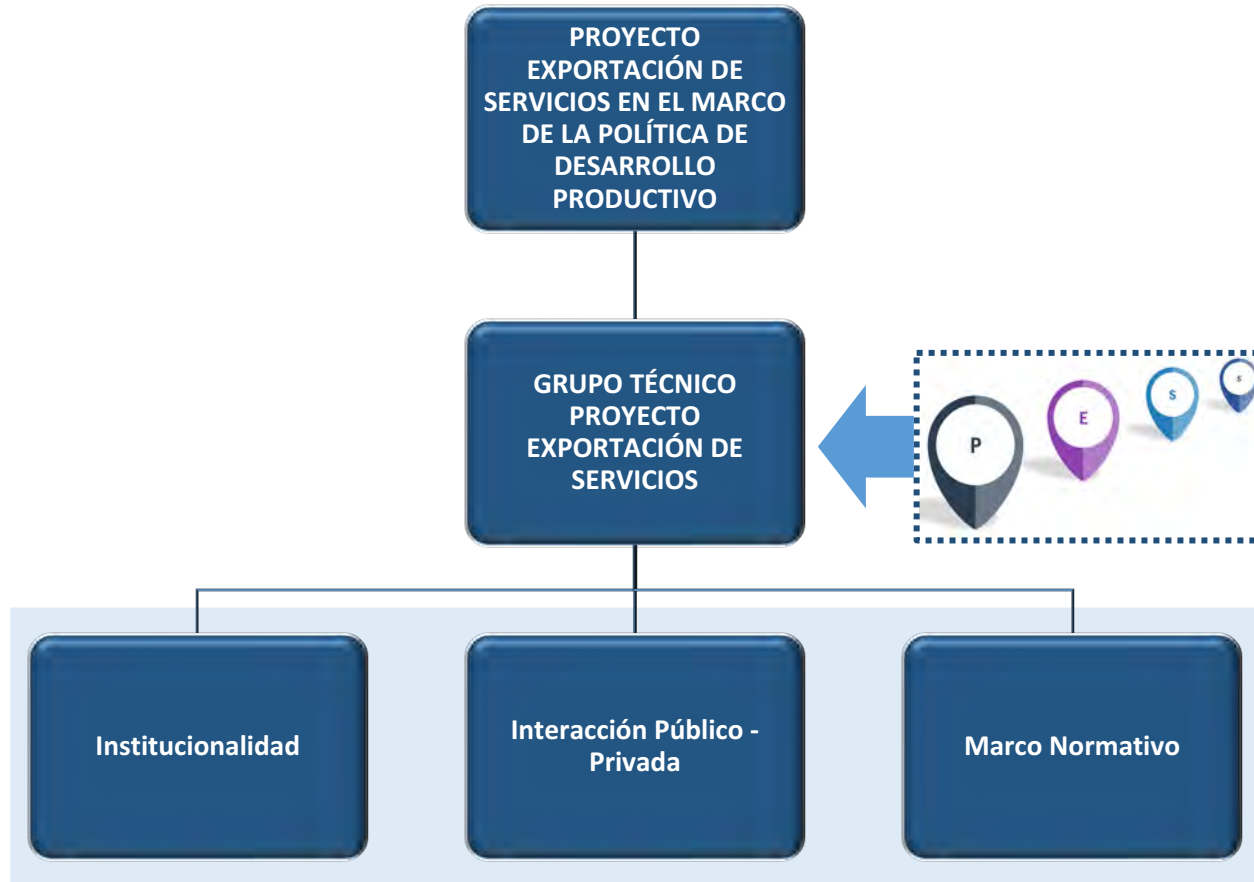 PROYECTO
EXPORTACIÓN DE
SERVICIOS EN EL MARCO
DE LA POLÍTICA DE
DESARROLLO
PRODUCTIVO
GRUPO TÉCNICO
PROYECTO
EXPORTACIÓN DE
SERVICIOS
P
E
S
S
Institucionalidad
Interacción Público -
Privada
Marco Normativo